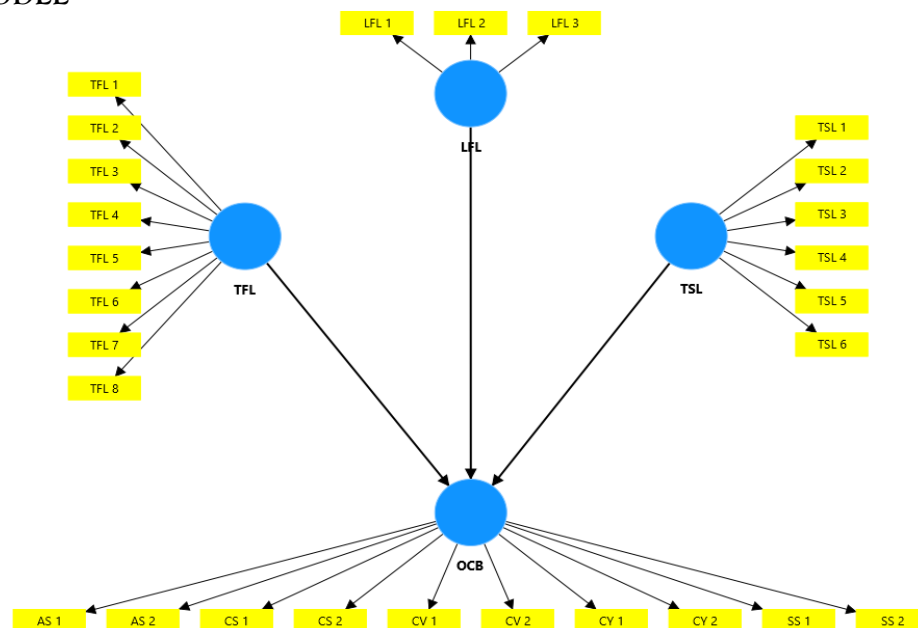 LFL 1
LFL 2
LFL 3
LFL
TFL 1
TFL 2
TFL 3
TFL 4
TFL 5
TFL 6
TFL 7
TFL 8
TFL
TSL 1
TSL 2
TSL 3
TSL 4
TSL 5
TSL 6
TSL
OCB
AS 1
AS 2
CS 1
CS 2
CV 1
CV 2
CY 1
CY 2
SS 1
SS 2